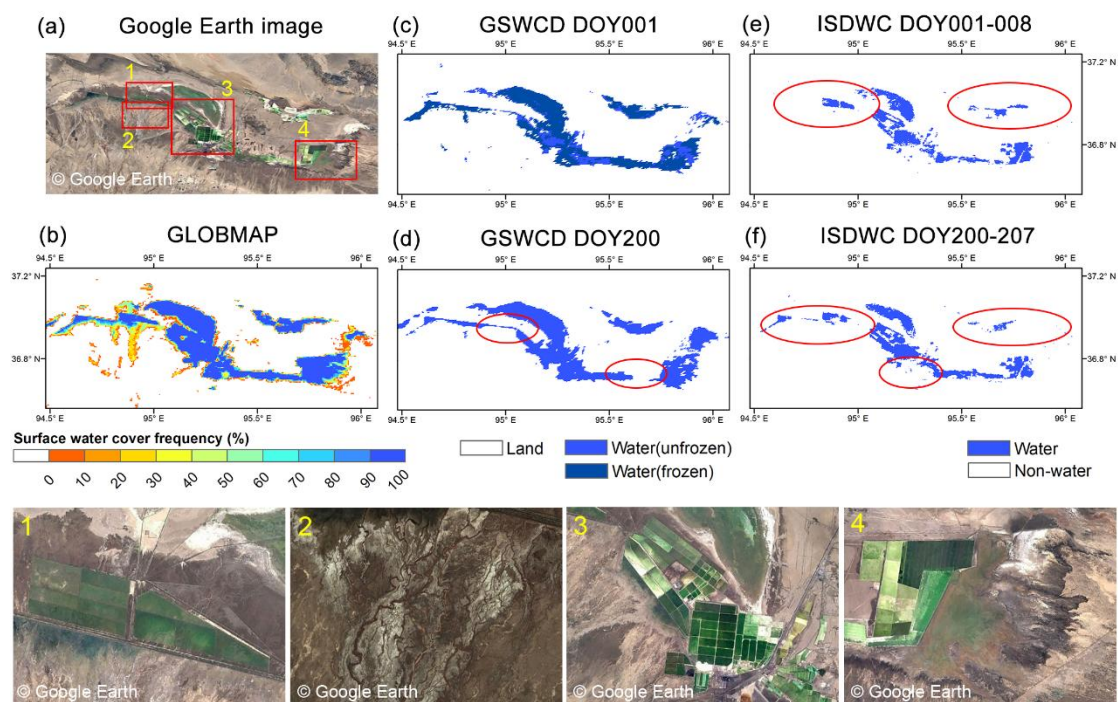 (a) Google Earth image
1
2
3
4
© Google Earth
(c) GSWCD DOY001
94.5° E 95° E 95.5° E 96° E
94.5° E 95° E 95.5° E 96° E
(e) ISDWC DOY001-008
94.5° E 95° E 95.5° E 96° E
37.2° N
36.8° N
94.5° E 95° E 95.5° E 96° E
(b) GLOBMAP
94.5° E 95° E 95.5° E 96° E
37.2° N
36.8° N
94.5° E 95° E 95.5° E 96° E
(d) GSWCD DOY200
94.5° E 95° E 95.5° E 96° E
(f) ISDWC DOY200-207
37.2° N
36.8° N
94.5° E 95° E 95.5° E 96° E
Surface water cover frequency (%)
0 10 20 30 40 50 60 70 80 90 100
Land
Water(unfrozen)
Water(frozen)
Water
Non-water
1
© Google Earth
2
© Google Earth
3
© Google Earth
4
© Google Earth